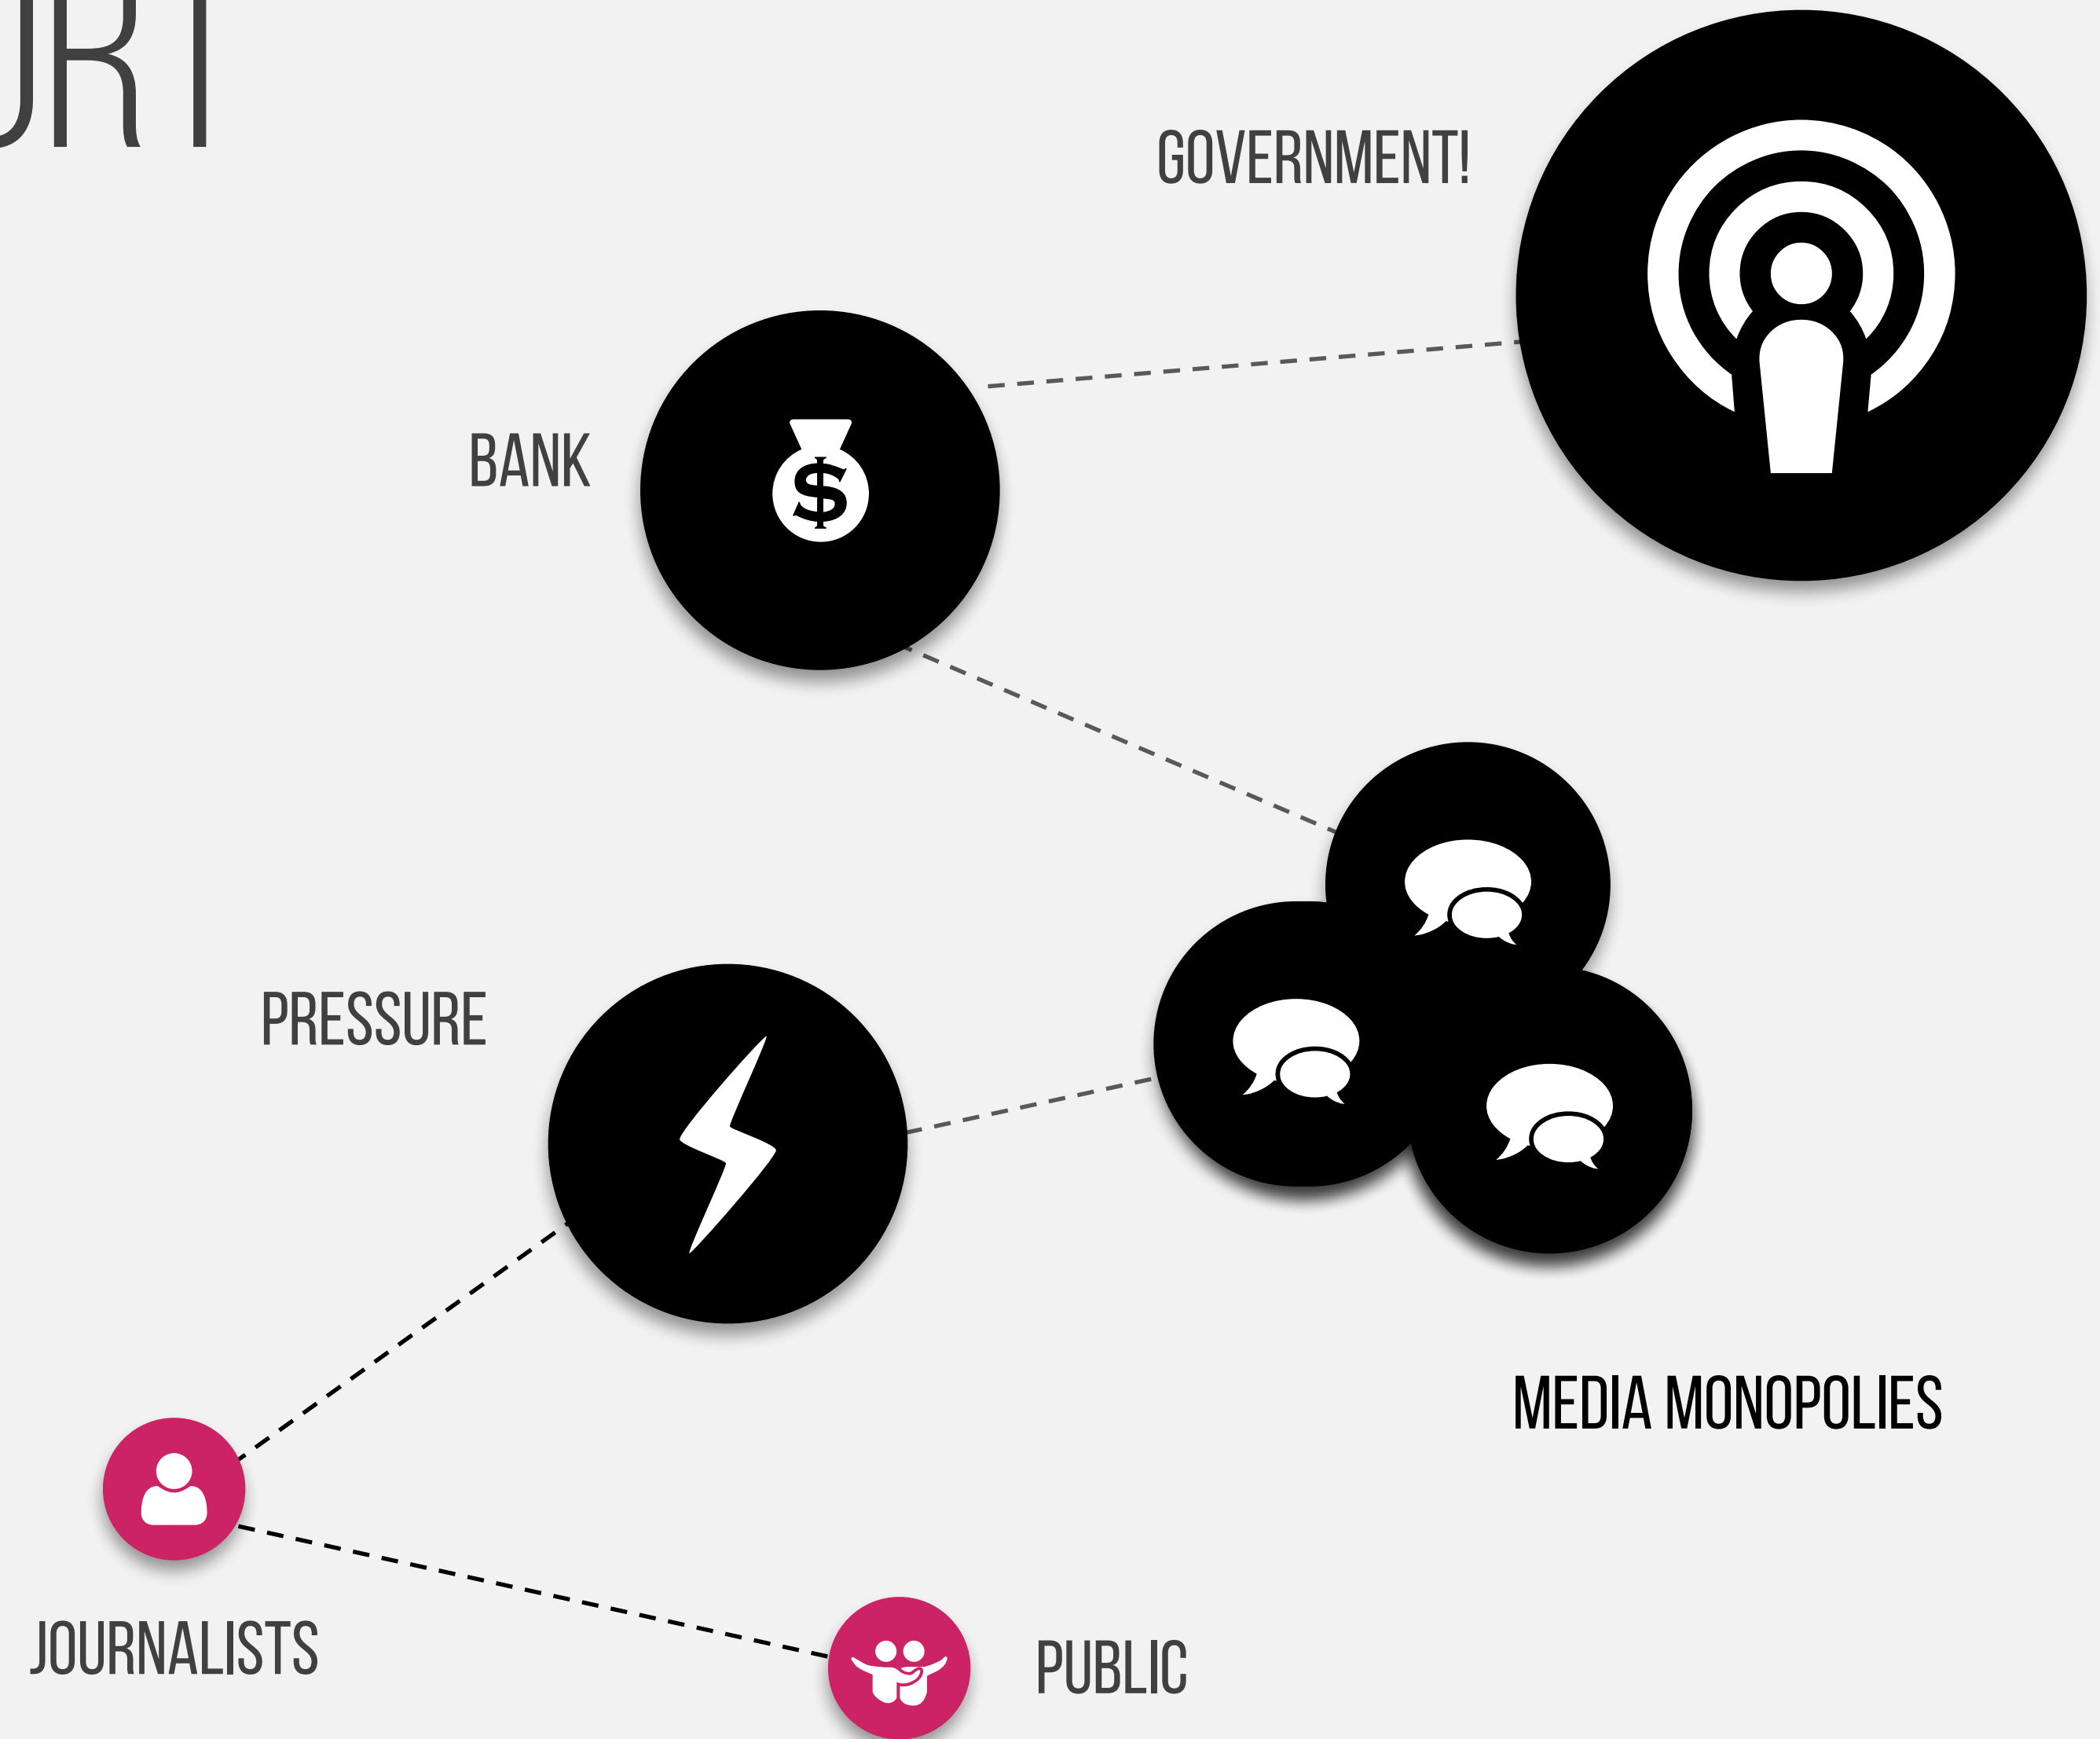 GOVERNMENT!
BANK
$
PRESSURE
MEDIA MONOPOLIES
JOURNALISTS
PUBLIC